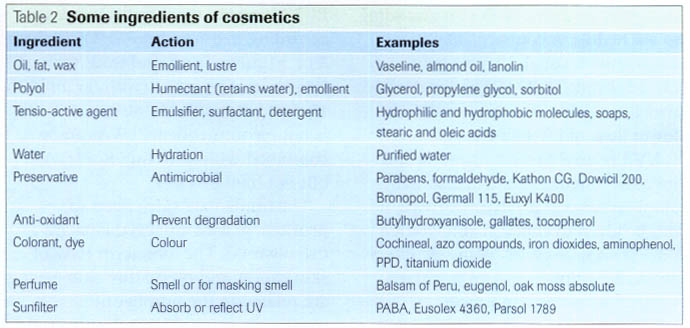 Table 2 Some ingredients of cosmetics
Ingredient Action Examples
Oil, fat, wax Emollient, lustre Vaseline, almond oil, lanolin
Polyol Humectant (retains water), emollient Glycerol, propylene glycol, sorbitol
Tensio-active agent Emulsifier, surfactant, detergent Hydrophilic and hydrophobic molecules, soaps,
stearic and oleic acids
Water Hydration Purified water
Preservative Antimicrobial Parabens, formaldehyde, Kathon CG, Dowicil 200,
Bronopol, Germall 115, Euxyl K400
Anti-oxidant Prevent degradation Butylhydroxyanisole, gallates, tocopherol
Colorant, dye Colour Cochineal, azo compounds, iron dioxides, aminophenol,
PPD, titanium dioxide
Perfume Smell or for masking smell Balsam of Peru, eugenol, oak moss absolute
Sunfilter Absorb or reflect UV PABA, Eusolex 4360, Parsol 1789